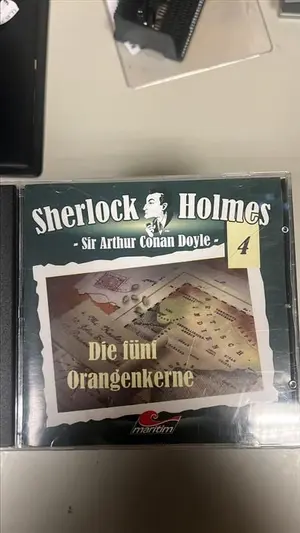 Sherlock Holmes
- Sir Arthur Conan Doyle -
4
Die fünf
Orangenkerne
maritim